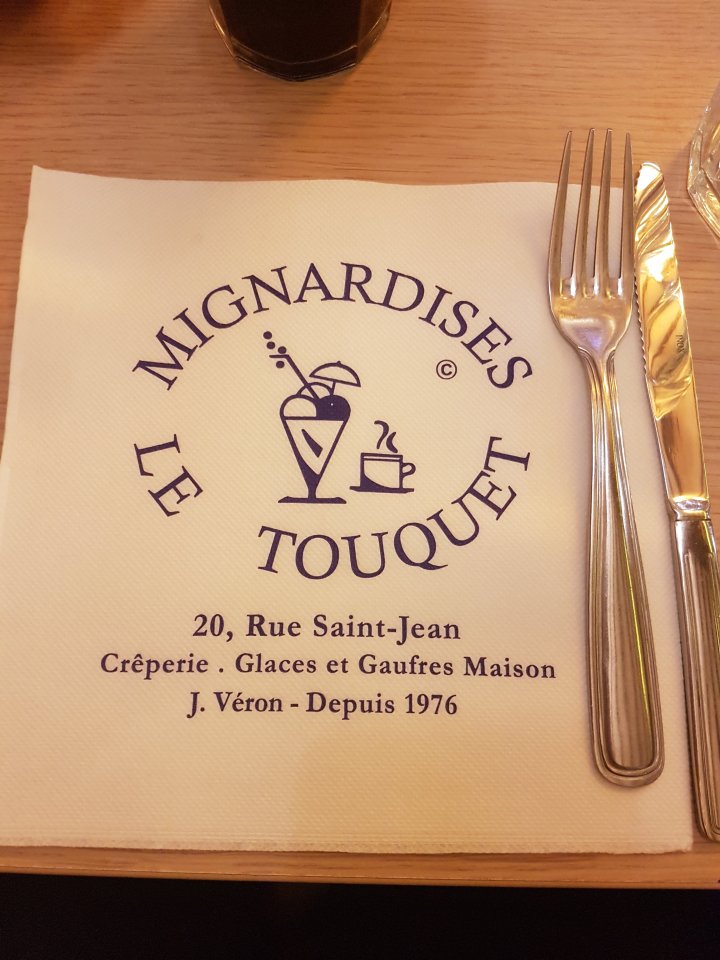 MIGNARDISES
©
LE TOUQUET
20, Rue Saint-Jean
Crêperie . Glaces et Gaufres Maison
J. Véron - Depuis 1976